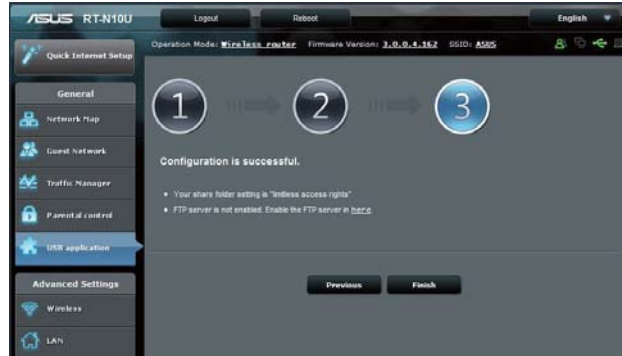 ASUS RT-N10U
Logout
Reboot
English
Operation Mode: Wireless router Firmware Version: 3.0.0.4.162 SSID: ASUS
Quick Internet Setup
General
Network Map
Guest Network
Traffic Manager
Parental control
USB application
Advanced Settings
Wireless
LAN
1
2
3
Configuration is successful.
Your share folder setting is "limitless access rights"
FTP server is not enabled. Enable the FTP server in here.
Previous
Finish